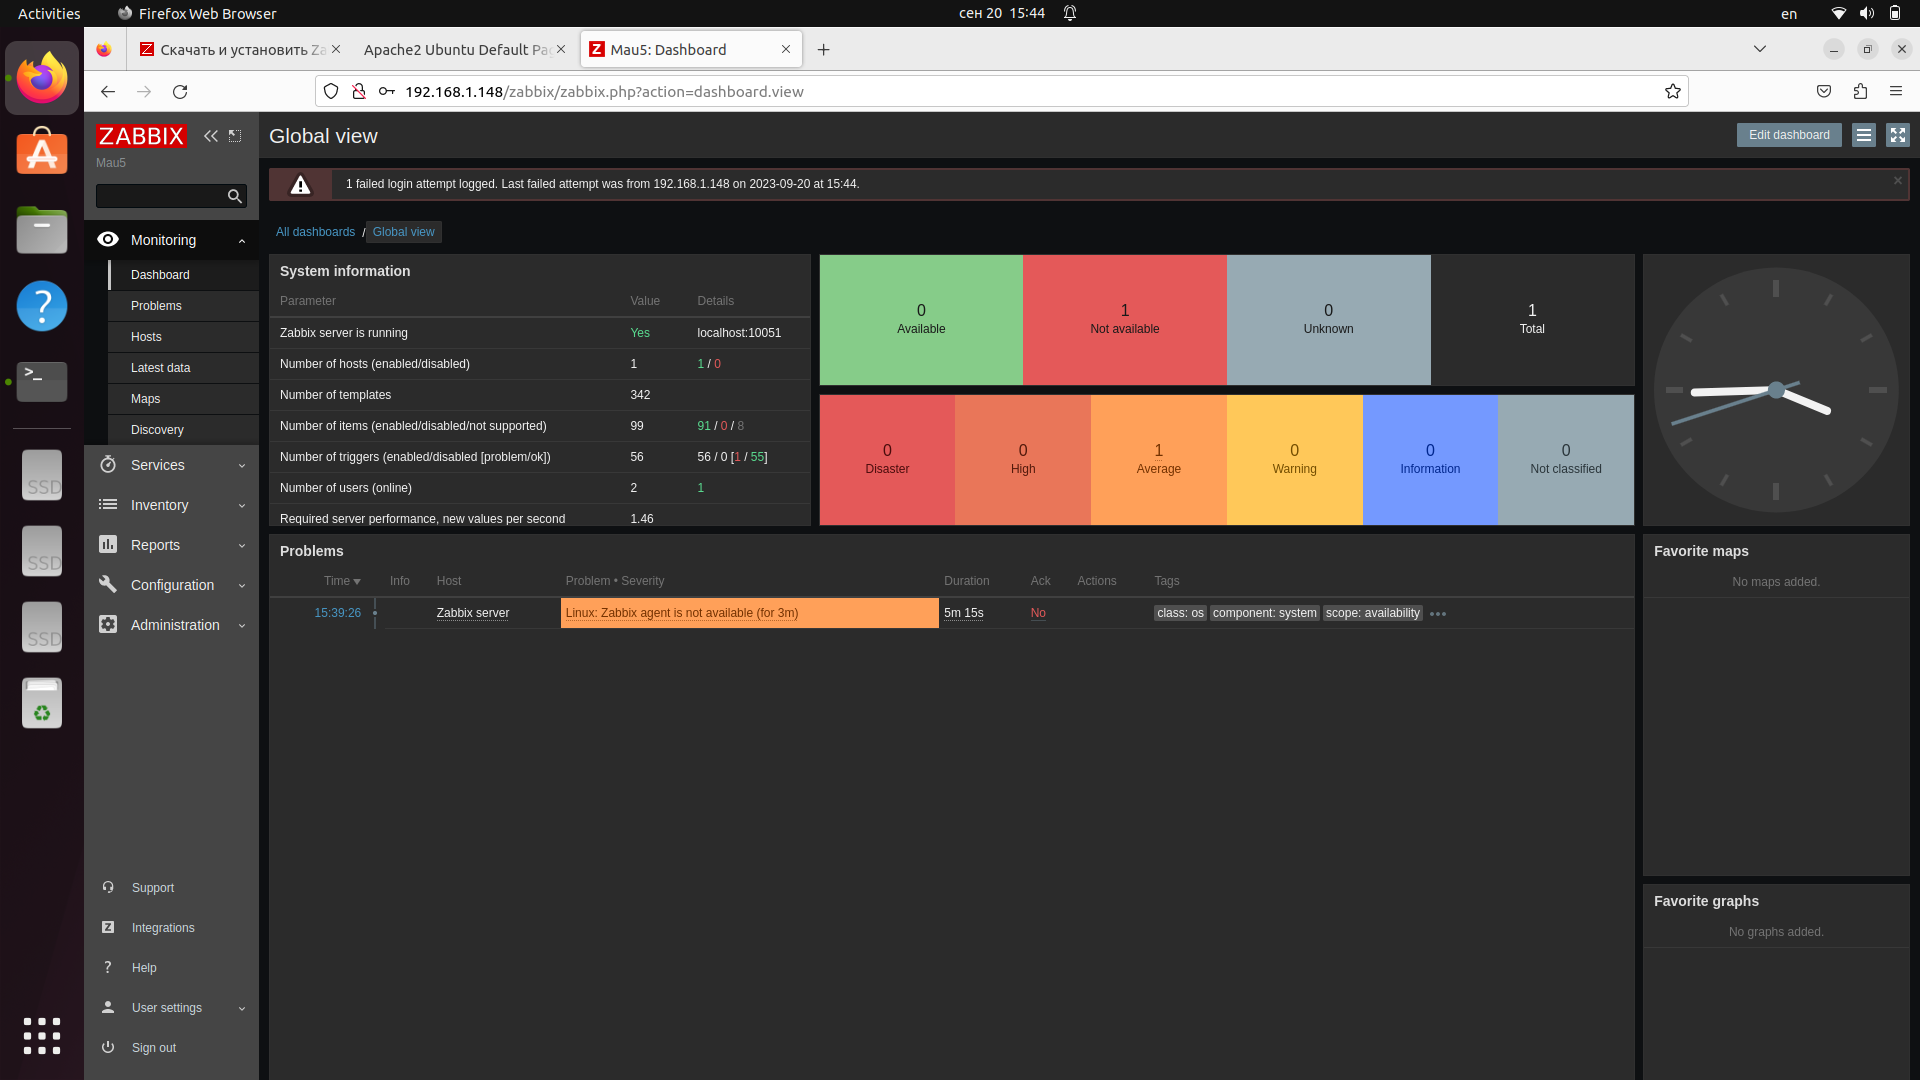 Activities
Firefox Web Browser
сен 20 15:44
en
Скачать и установить Za
Apache2 Ubuntu Default Pa
Z Mau5: Dashboard
192.168.1.148/zabbix/zabbix.php?action=dashboard.view
ZABBIX
Mau5
Global view
Edit dashboard
1 failed login attempt logged. Last failed attempt was from 192.168.1.148 on 2023-09-20 at 15:44.
All dashboards / Global view
Monitoring
Dashboard
Problems
Hosts
Latest data
Maps
Discovery
Services
Inventory
Reports
Configuration
Administration
Support
Integrations
Help
User settings
Sign out
SSD
SSD
SSD
System information
Parameter Value Details
Zabbix server is running Yes localhost:10051
Number of hosts (enabled/disabled) 1 1 / 0
Number of templates 342
Number of items (enabled/disabled/not supported) 99 91 / 0 / 8
Number of triggers (enabled/disabled [problem/ok]) 56 56 / 0 [1 / 55]
Number of users (online) 2 1
Required server performance, new values per second 1.46
0 Available
1 Not available
0 Unknown
1 Total
0 Disaster
0 High
1 Average
0 Warning
0 Information
0 Not classified
Problems
Time Info Host Problem • Severity Duration Ack Actions Tags
15:39:26 Zabbix server Linux: Zabbix agent is not available (for 3m) 5m 15s No class: os component: system scope: availability
Favorite maps
No maps added.
Favorite graphs
No graphs added.